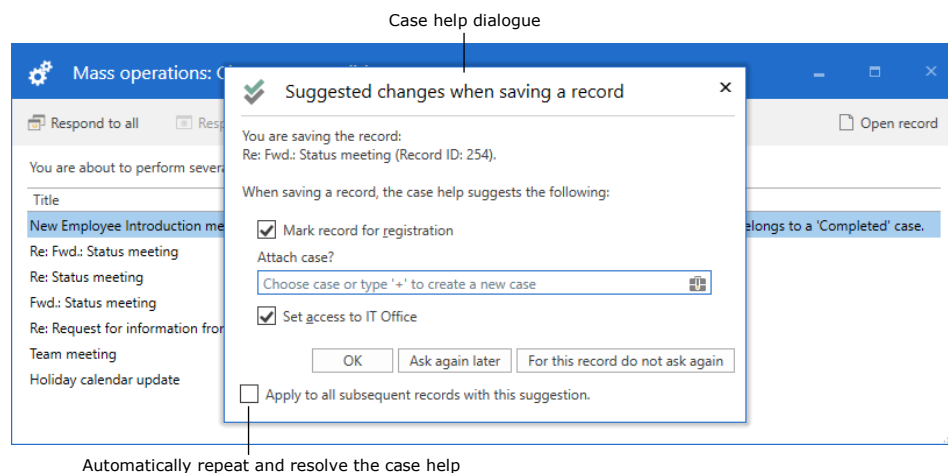 Case help dialogue
Mass operations:
Suggested changes when saving a record
Respond to all
Open record
You are saving the record:
Re: Fwd.: Status meeting (Record ID: 254).
You are about to perform
When saving a record, the case help suggests the following:
Title
New Employee Introduction
belongs to a 'Completed' case.
Mark record for registration
Re: Fwd.: Status meeting
Attach case?
Re: Status meeting
Choose case or type '+' to create a new case
Fwd.: Status meeting
Set access to IT Office
Re: Request for information
Team meeting
OK
Ask again later
For this record do not ask again
Holiday calendar update
Apply to all subsequent records with this suggestion.
Automatically repeat and resolve the case help